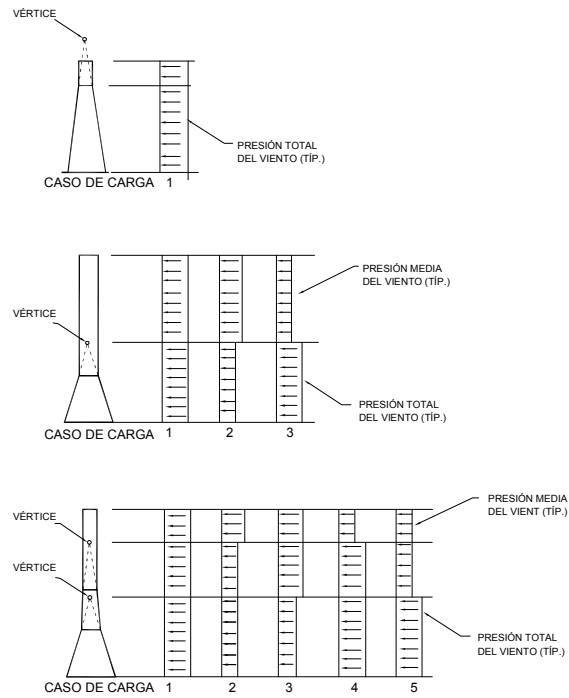 VÉRTICE
PRESIÓN TOTAL
DEL VIENTO (TÍP.)
CASO DE CARGA 1
PRESIÓN MEDIA
DEL VIENTO (TÍP.)
VÉRTICE
PRESIÓN TOTAL
DEL VIENTO (TÍP.)
CASO DE CARGA 1 2 3
PRESIÓN MEDIA
DEL VIENT (TÍP.)
VÉRTICE
VÉRTICE
PRESIÓN TOTAL
DEL VIENTO (TÍP.)
CASO DE CARGA 1 2 3 4 5